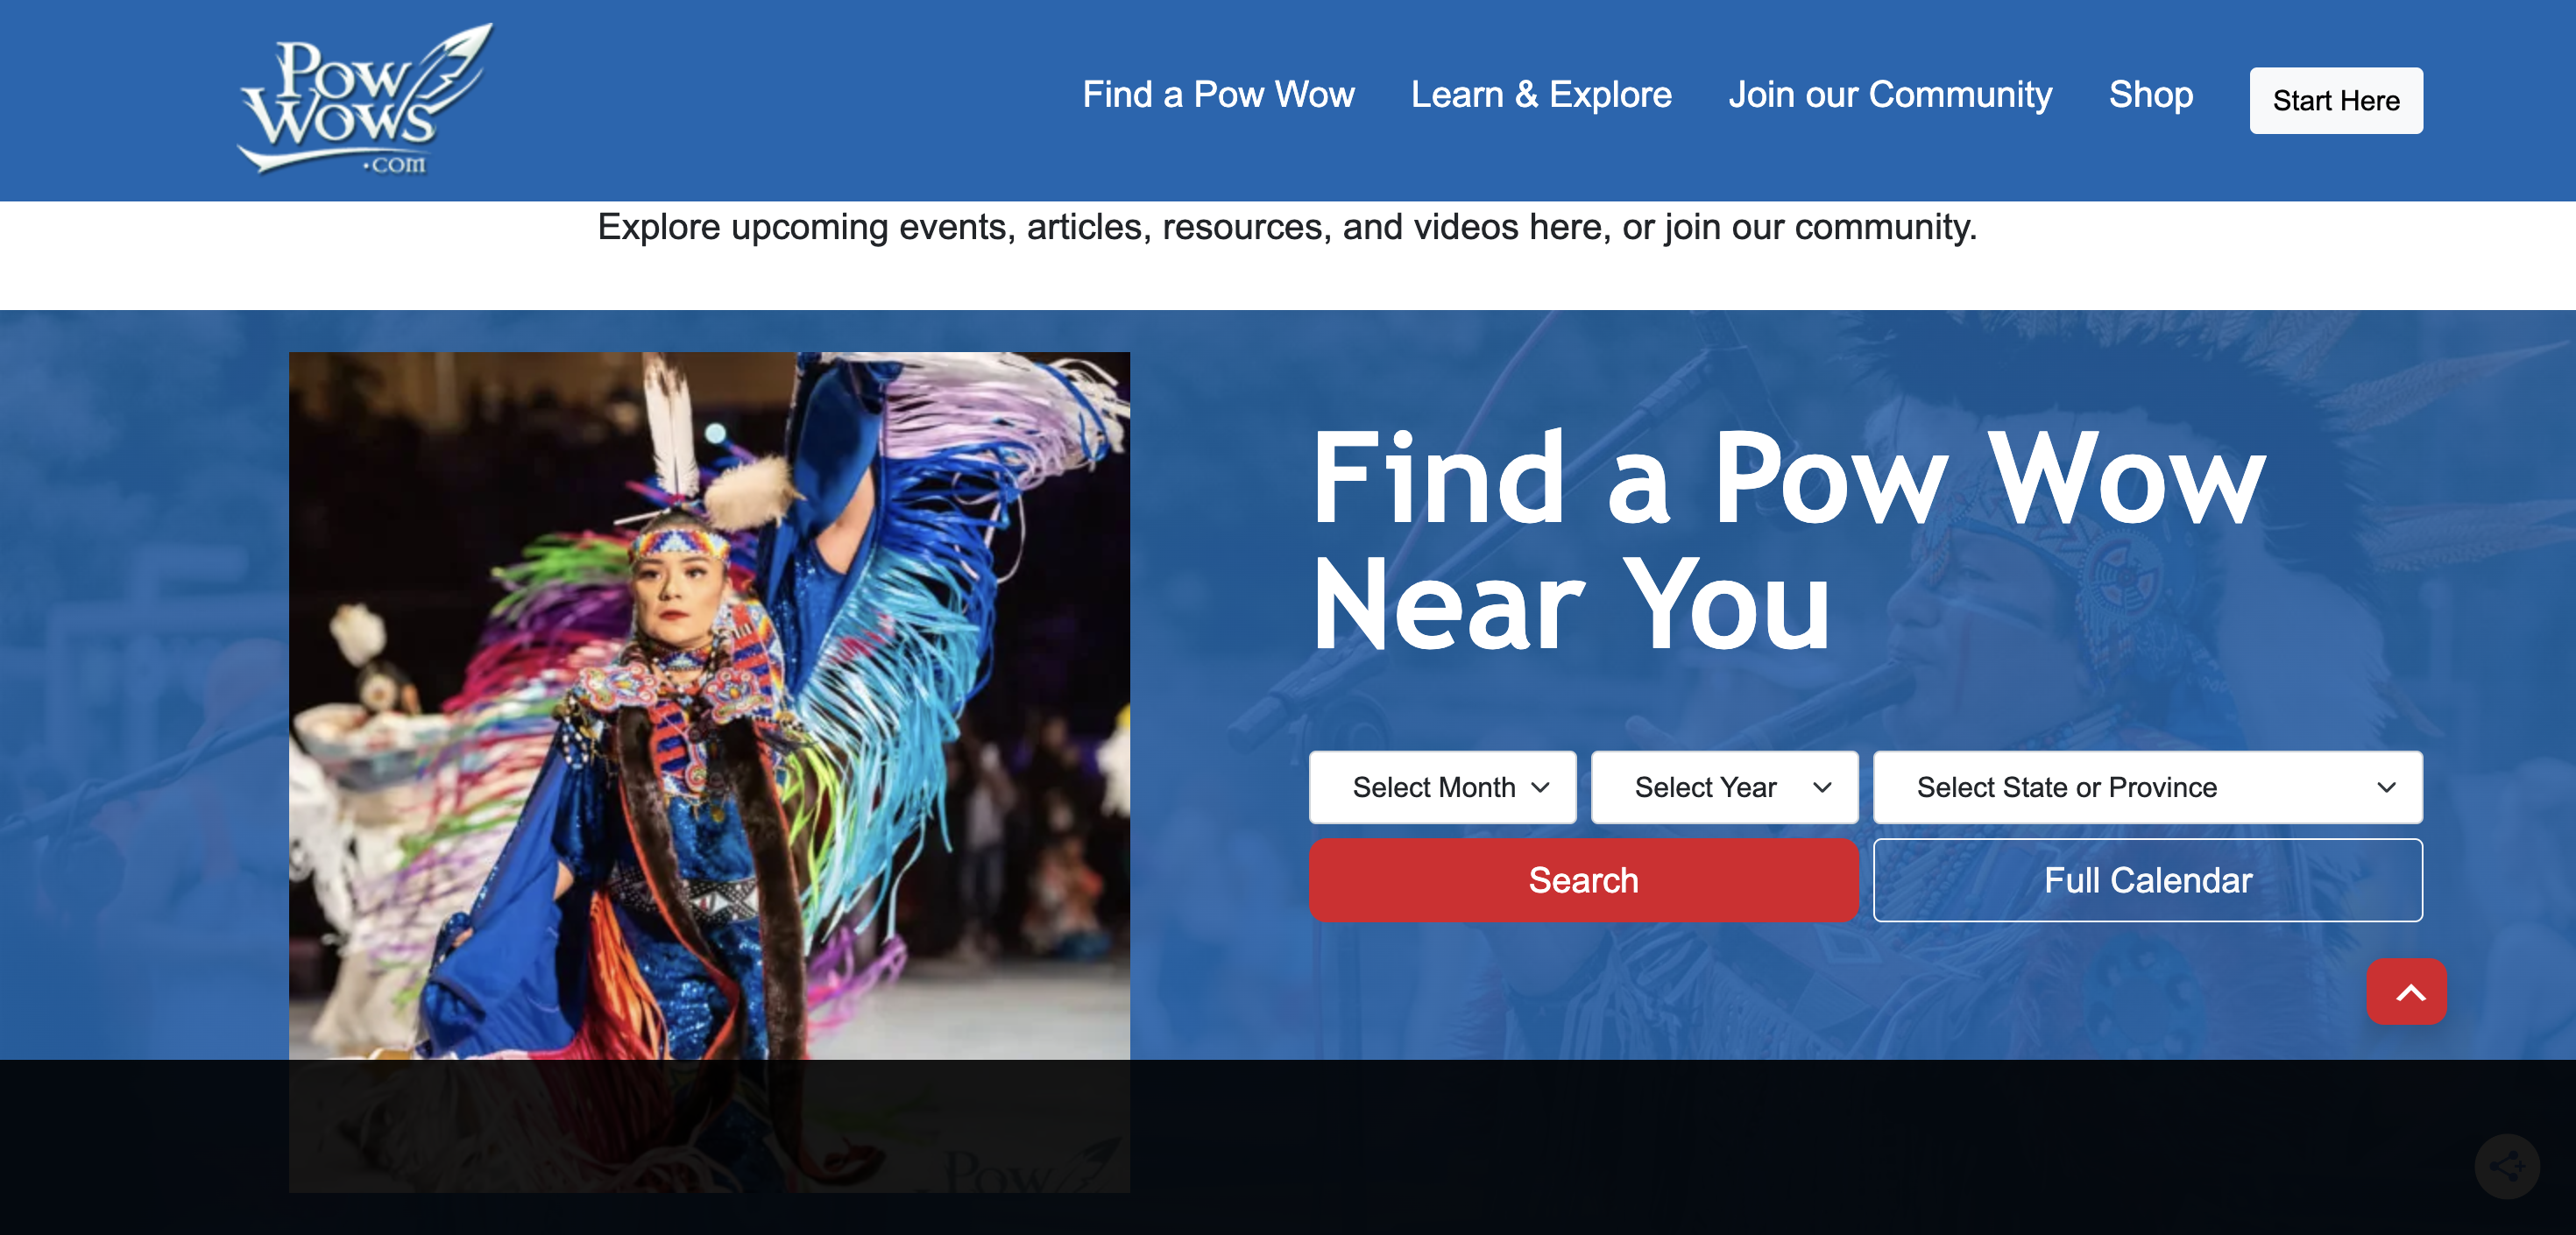 Pow
Wows
.com
Find a Pow Wow
Learn & Explore
Join our Community
Shop
Start Here
Explore upcoming events, articles, resources, and videos here, or join our community.
Find a Pow Wow
Near You
Select Month
Select Year
Select State or Province
Search
Full Calendar
Pow